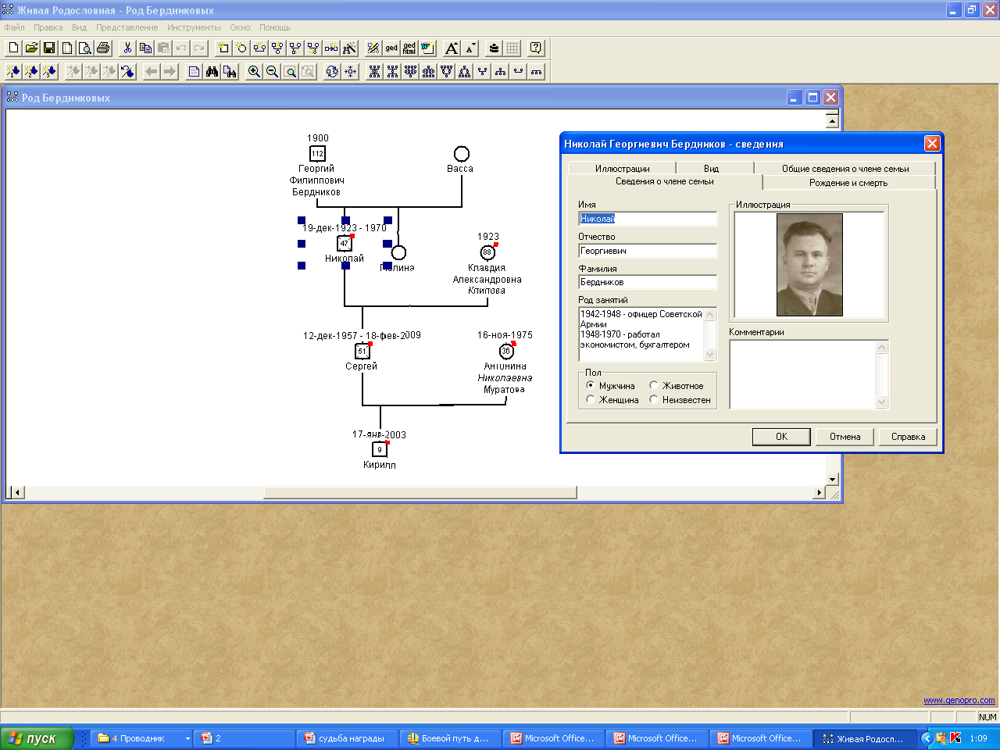 Живая Родословная - Род Бердниковых
Файл Правка Вид Представление Инструменты Окно Помощь
ged ged html
A A
Род Бердниковых
1900
112
Георгий
Филиппович
Бердников
Васса
19-дек-1923 - 1970
47
Николай
1923
88
Клавдия
Александровна
12-дек-1957 - 18-фев-2009
51
Сергей
16-ноя-1975
36
Антонина
Николаевна
Муратова
17-янв-2003
9
Кирилл
Николай Георгиевич Бердников - сведения
Иллюстрации Вид Общие сведения о члене семьи
Сведения о члене семьи Рождение и смерть
Имя
Николай
Отчество
Георгиевич
Фамилия
Бердников
Род занятий
1942-1948 - офицер Советской
Армии
1948-1970 - работал
экономистом, бухгалтером
Пол
Мужчина Животное
Женщина Неизвестен
Иллюстрация
Комментарии
OK Отмена Справка
www.genopro.com
NUM
пуск
4 Проводник
2
судьба награды
Боевой путь д...
Microsoft Office...
Microsoft Office...
Microsoft Office...
Живая Родосл...
1:09